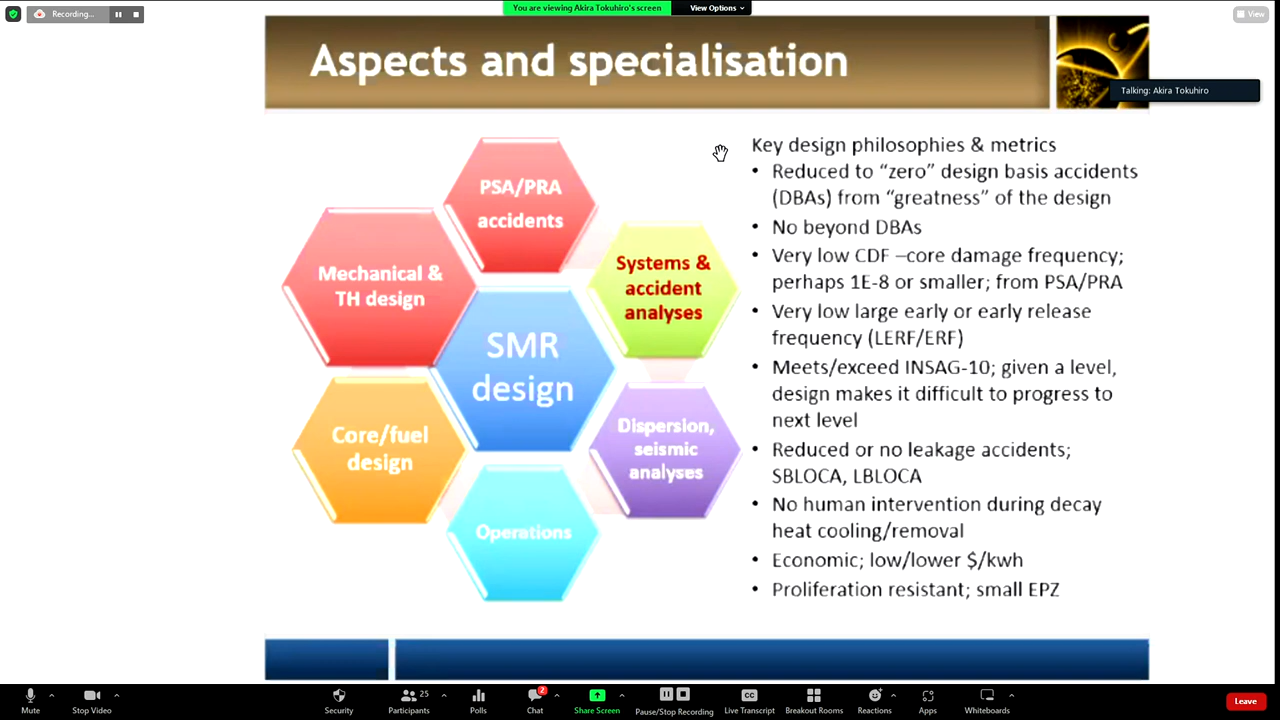 Recording...
You are viewing Akira Tokuhiro's screen
View Options
View
Aspects and specialisation
Talking: Akira Tokuhiro
PSA/PRA
accidents
Mechanical &
TH design
Systems &
accident
analyses
SMR
design
Core/fuel
design
Dispersion,
seismic
analyses
Operations
Key design philosophies & metrics
• Reduced to “zero” design basis accidents
(DBAs) from “greatness” of the design
• No beyond DBAs
• Very low CDF –core damage frequency;
perhaps 1E-8 or smaller; from PSA/PRA
• Very low large early or early release
frequency (LERF/ERF)
• Meets/exceed INSAG-10; given a level,
design makes it difficult to progress to
next level
• Reduced or no leakage accidents;
SBLOCA, LBLOCA
• No human intervention during decay
heat cooling/removal
• Economic; low/lower $/kwh
• Proliferation resistant; small EPZ
Mute
Stop Video
Security
25
Participants
Polls
2
Chat
Share Screen
Pause/Stop Recording
CC
Live Transcript
Breakout Rooms
Reactions
Apps
Whiteboards
Leave